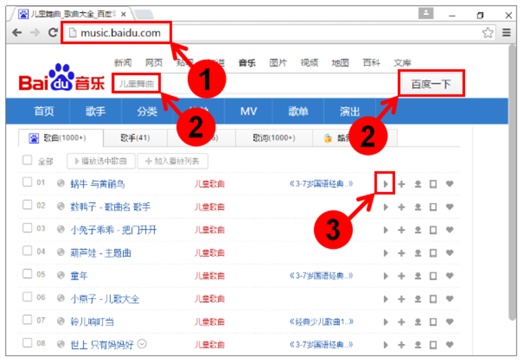 儿童舞曲_歌曲大全_百度
music.baidu.com
新闻 网页 音乐 图片 视频 地图 百科 文库
Bai du 音乐 儿童舞曲 百度一下
首页 歌手 分类 MV 歌单 演出
歌曲(1000+) 歌手(41) 歌词(1000+)
全部 播放选中歌曲 加入播放列表
01 蜗牛与黄鹂鸟 儿童歌曲 《3-7岁国语经典..》
02 数鸭子 - 歌曲名 歌手 儿童歌曲
03 小兔子乖乖 - 把门开开 儿童歌曲
04 葫芦娃 - 主题曲 儿童歌曲
05 童年 儿童歌曲 《3-7岁国语经典..》
06 小燕子 - 儿歌大全 儿童歌曲
07 铃儿响叮当 儿童歌曲 《经典少儿歌曲1..》
08 世上只有妈妈好 儿童歌曲 《3-7岁国语经典..》
1
2
2
3